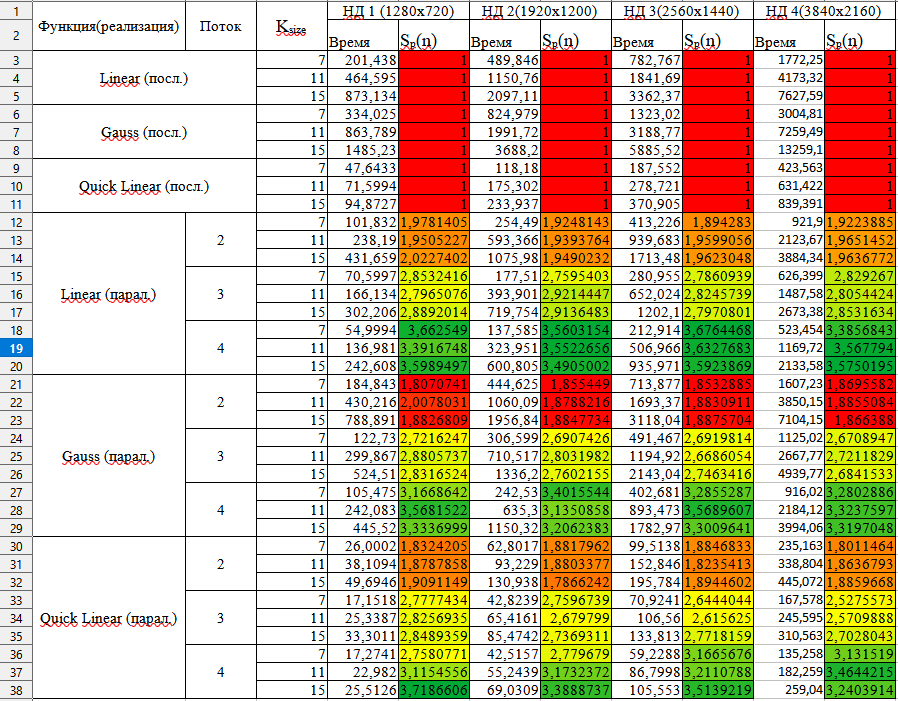 1 Функция(реализация) Поток Ksize НД 1 (1280x720) НД 2(1920x1200) НД 3(2560x1440) НД 4(3840x2160)
2 Время Sp(n) Время Sp(n) Время Sp(n) Время Sp(n)
3 7 201,438 1 489,846 1 782,767 1 1772,25 1
4 Linear (посл.) 11 464,595 1 1150,76 1 1841,69 1 4173,32 1
5 15 873,134 1 2097,11 1 3362,37 1 7627,59 1
6 7 334,025 1 824,979 1 1323,02 1 3004,81 1
7 Gauss (посл.) 11 863,789 1 1991,72 1 3188,77 1 7259,49 1
8 15 1485,23 1 3688,2 1 5885,52 1 13259,1 1
9 7 47,6433 1 118,18 1 187,552 1 423,563 1
10 Quick Linear (посл.) 11 71,5994 1 175,302 1 278,721 1 631,422 1
11 15 94,8727 1 233,937 1 370,905 1 839,391 1
12 7 101,832 1,9781405 254,49 1,9248143 413,226 1,894283 921,9 1,9223885
13 2 11 238,19 1,9505227 593,366 1,9393764 939,683 1,9599056 2123,67 1,9651452
14 15 431,659 2,0227402 1075,98 1,9490232 1713,48 1,9623048 3884,34 1,9636772
15 7 70,5997 2,8532416 177,51 2,7595403 280,955 2,7860939 626,399 2,829267
16 Linear (парал.) 3 11 166,134 2,7965076 393,901 2,9214447 652,024 2,8245739 1487,58 2,8054424
17 15 302,206 2,8892014 719,754 2,9136483 1202,1 2,7970801 2673,38 2,8531634
18 7 54,9994 3,662549 137,585 3,5603154 212,914 3,6764468 523,454 3,3856843
19 4 11 136,981 3,3916748 323,951 3,5522656 506,966 3,6327683 1169,72 3,567794
20 15 242,608 3,5989497 600,805 3,4905002 935,971 3,5923869 2133,58 3,5750195
21 7 184,843 1,8070741 444,625 1,855449 713,877 1,8532885 1607,23 1,8695582
22 2 11 430,216 2,0078031 1060,09 1,8788216 1693,37 1,8830911 3850,15 1,8855084
23 15 788,891 1,8826809 1956,84 1,8847734 3118,04 1,8875704 7104,15 1,866388
24 7 122,73 2,7216247 306,599 2,6907426 491,467 2,6919814 1125,02 2,6708947
25 Gauss (парал.) 3 11 299,867 2,8805737 710,517 2,8031982 1194,92 2,6686054 2667,77 2,7211829
26 15 524,51 2,8316524 1336,2 2,7602155 2143,04 2,7463416 4939,77 2,6841533
27 7 105,475 3,1668642 242,53 3,4015544 402,681 3,2855287 916,02 3,2802886
28 4 11 242,083 3,5681522 635,3 3,1350858 893,473 3,5689607 2184,12 3,3237597
29 15 445,52 3,3336999 1150,32 3,2062383 1782,97 3,3009641 3994,06 3,3197048
30 7 26,0002 1,8324205 62,8017 1,8817962 99,5138 1,8846833 235,163 1,8011464
31 2 11 38,1094 1,8787858 93,229 1,8803377 152,846 1,8235413 338,804 1,8636793
32 15 49,6946 1,9091149 130,938 1,7866242 195,784 1,8944602 445,072 1,8859668
33 7 17,1518 2,7777434 42,8239 2,7596739 70,9241 2,6444044 167,578 2,5275573
34 Quick Linear (парал.) 3 11 25,3387 2,8256935 65,4161 2,679799 106,56 2,615625 245,595 2,5709888
35 15 33,3011 2,8489359 85,4742 2,7369311 133,813 2,7718159 310,563 2,7028043
36 7 17,2741 2,7580771 42,5157 2,779679 59,2288 3,1665676 135,258 3,131519
37 4 11 22,982 3,1154556 55,2439 3,1732372 86,7998 3,2110788 182,259 3,4644215
38 15 25,5126 3,7186606 69,0309 3,3888737 105,553 3,5139219 259,04 3,2403914